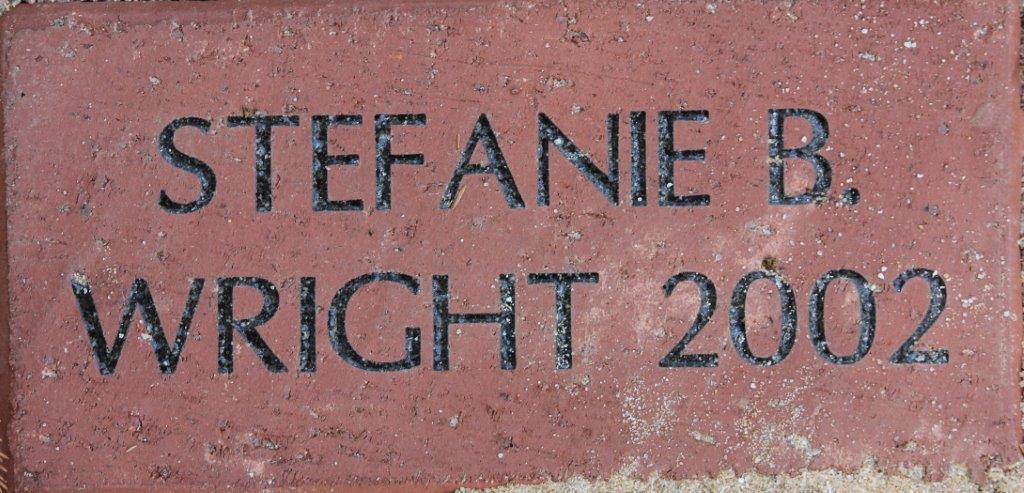 STEFANIE B.
WRIGHT 2002